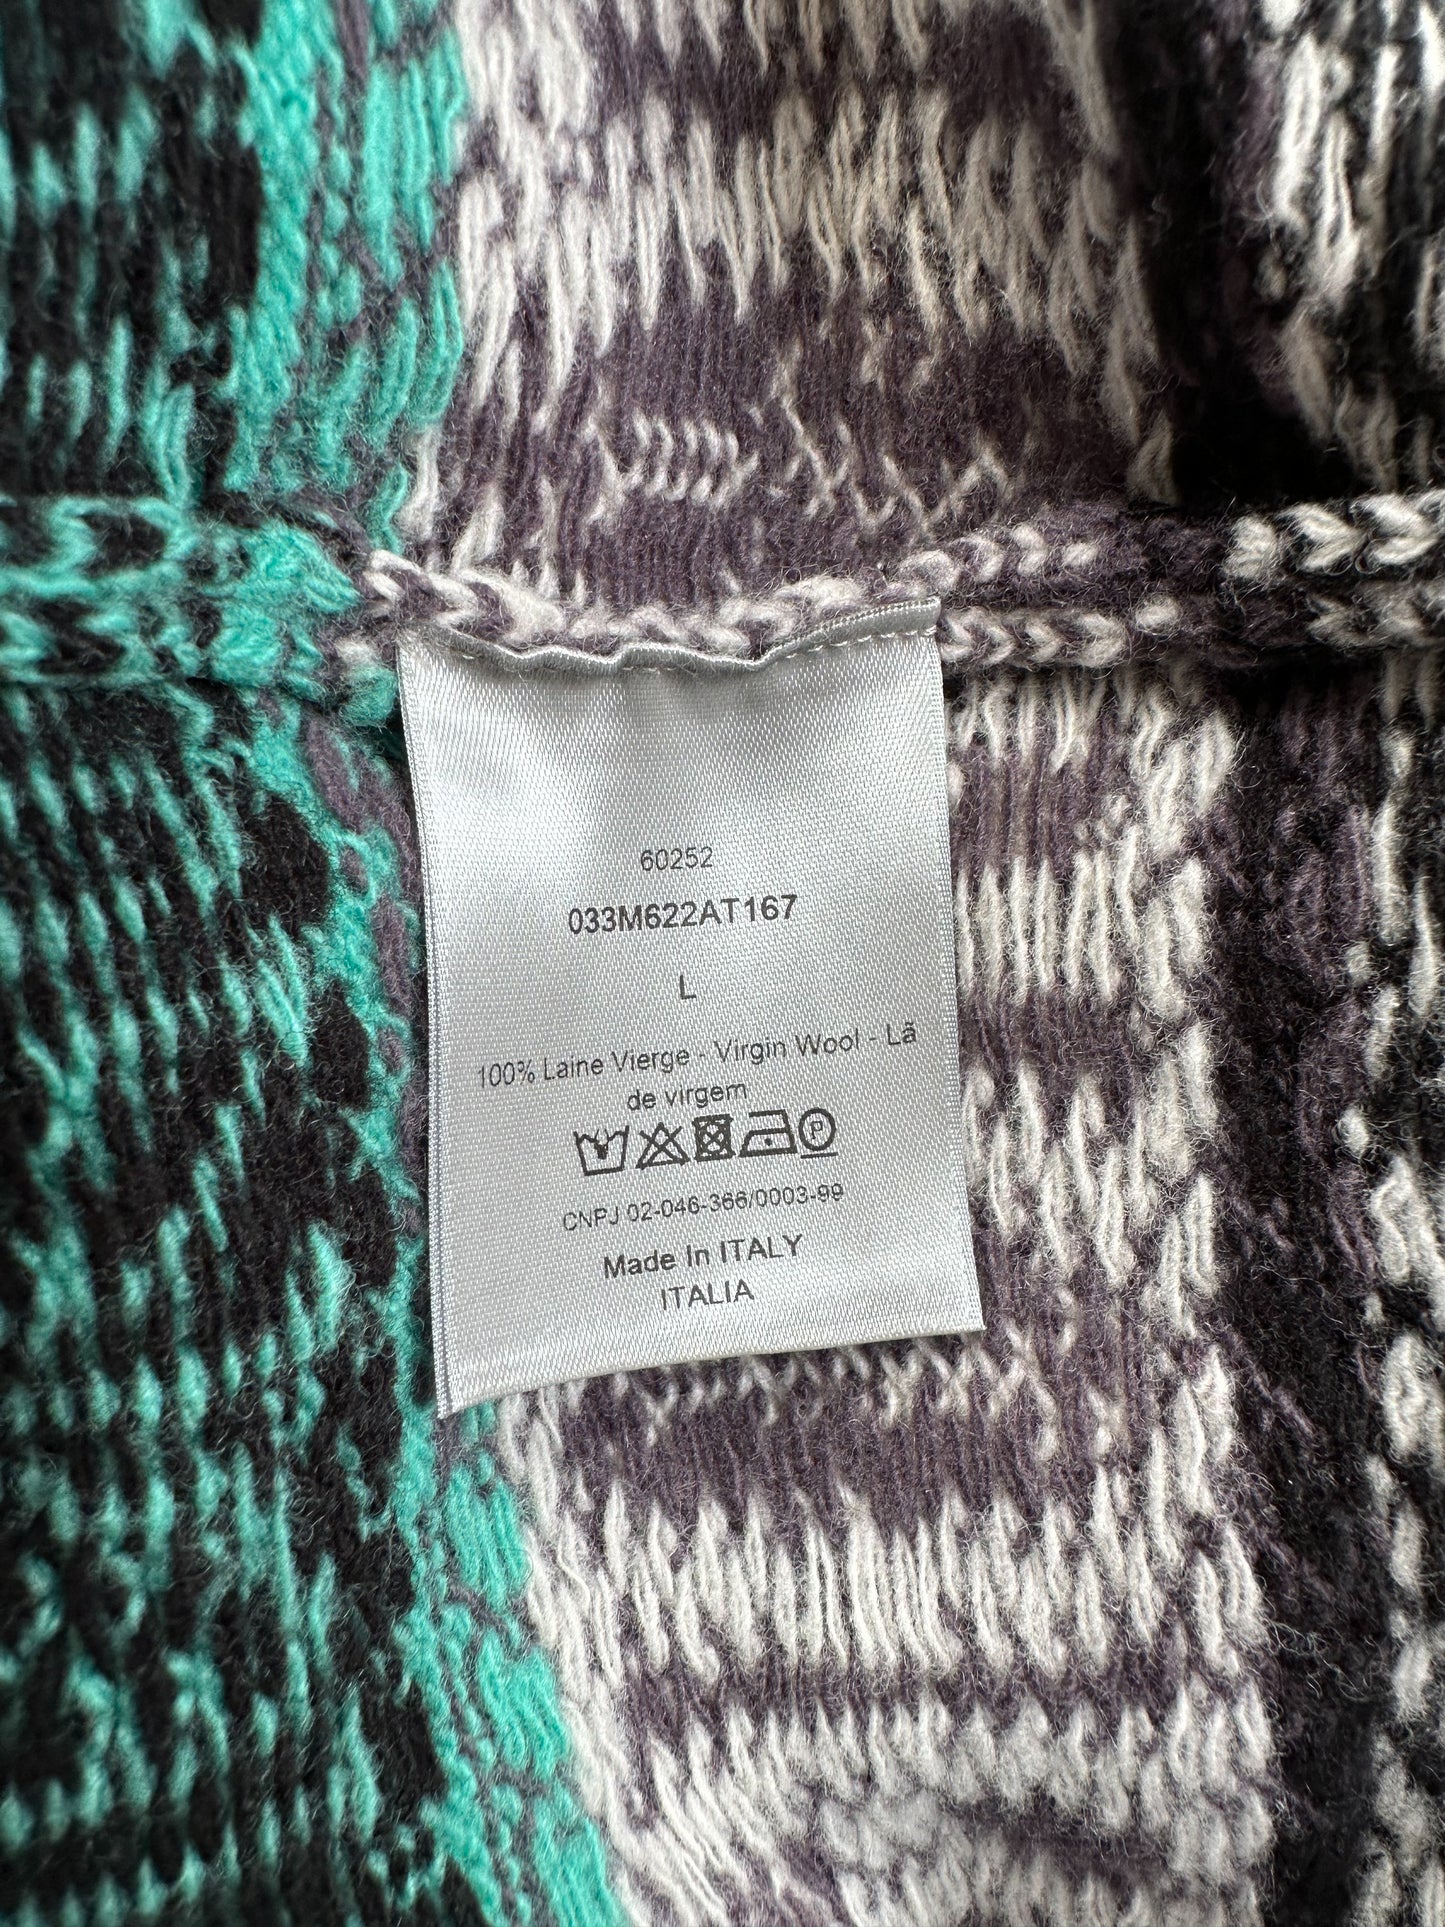 60252
033M622AT167
L
100% Laine Vierge - Virgin Wool - Lã
de virgem
P
CNPJ 02-046-366/0003-99
Made In ITALY
ITALIA